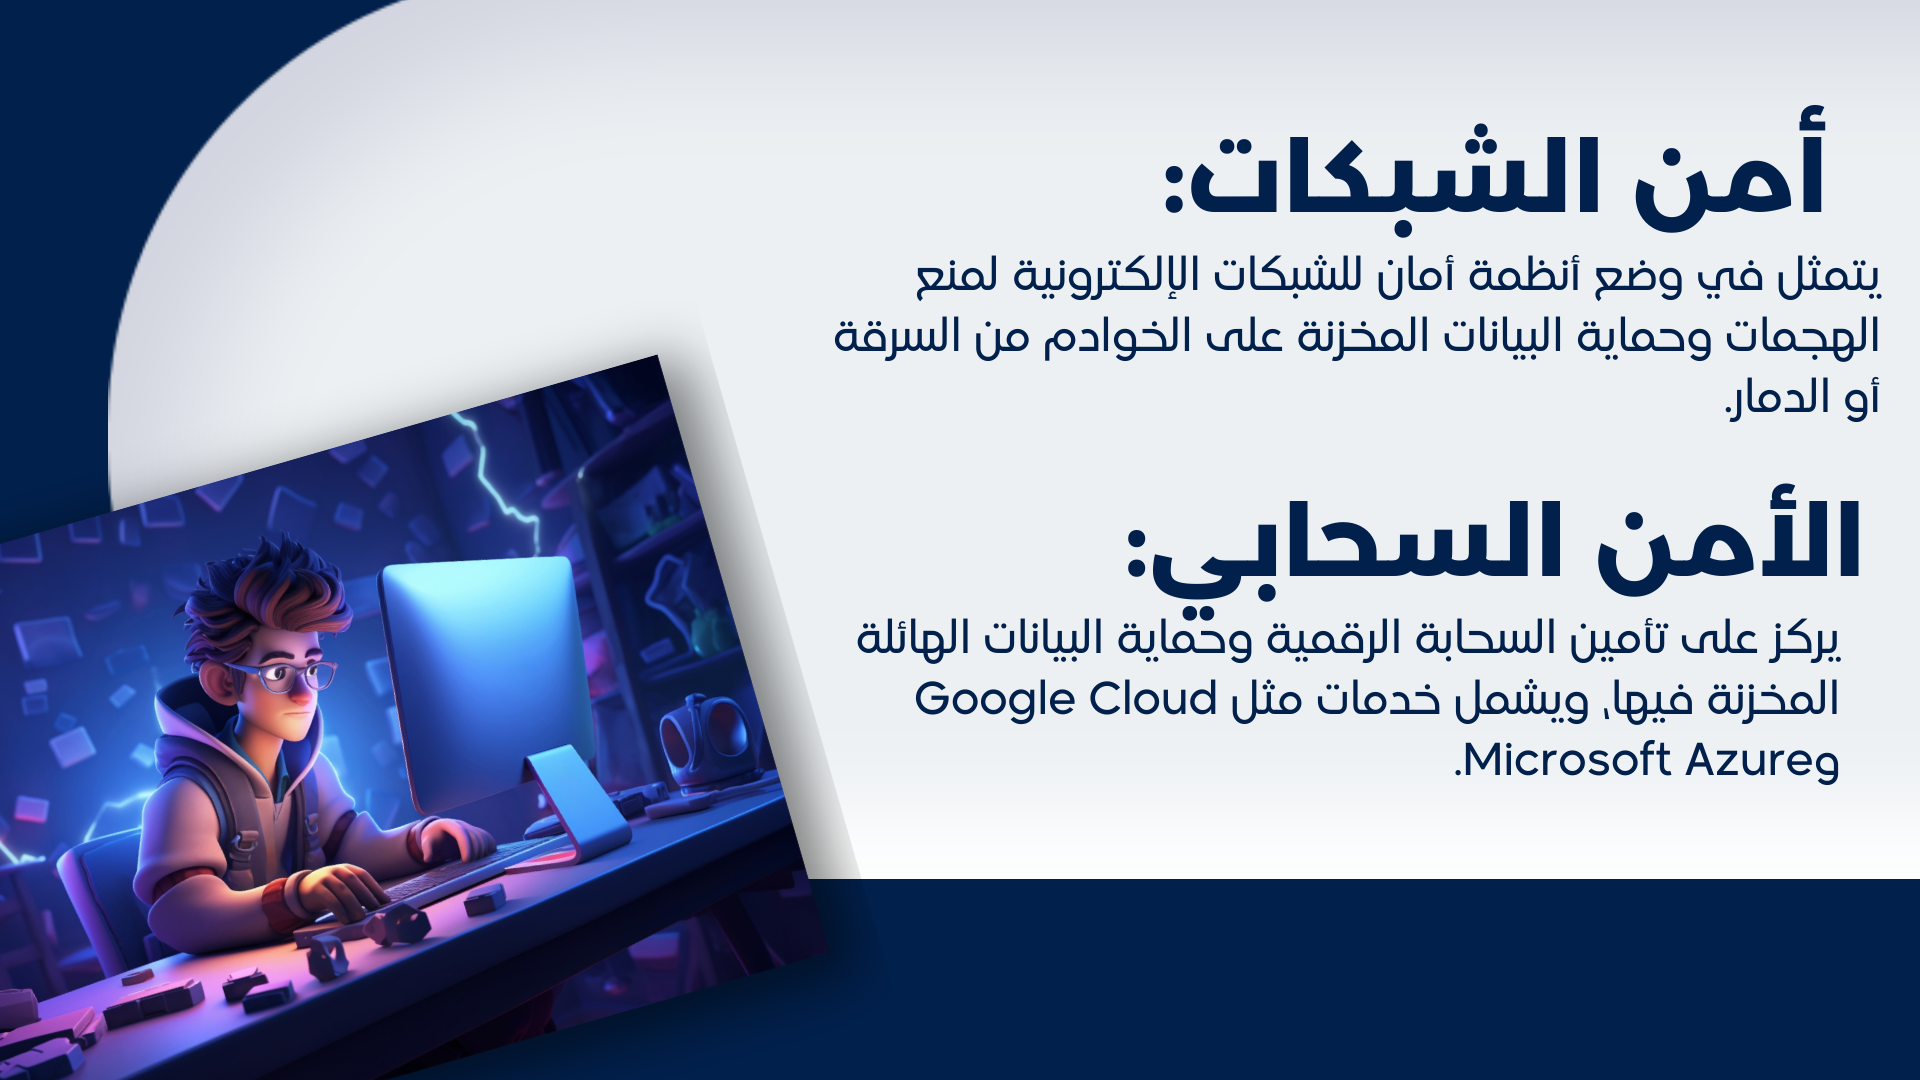 أمن الشبكات:
يتمثل في وضع أنظمة أمان للشبكات الإلكترونية لمنع
الهجمات وحماية البيانات المخزنة على الخوادم من السرقة
أو الدمار.
الأمن السحابي:
يركز على تأمين السحابة الرقمية وحماية البيانات الهائلة
المخزنة فيها، ويشمل خدمات مثل Google Cloud
وMicrosoft Azure.